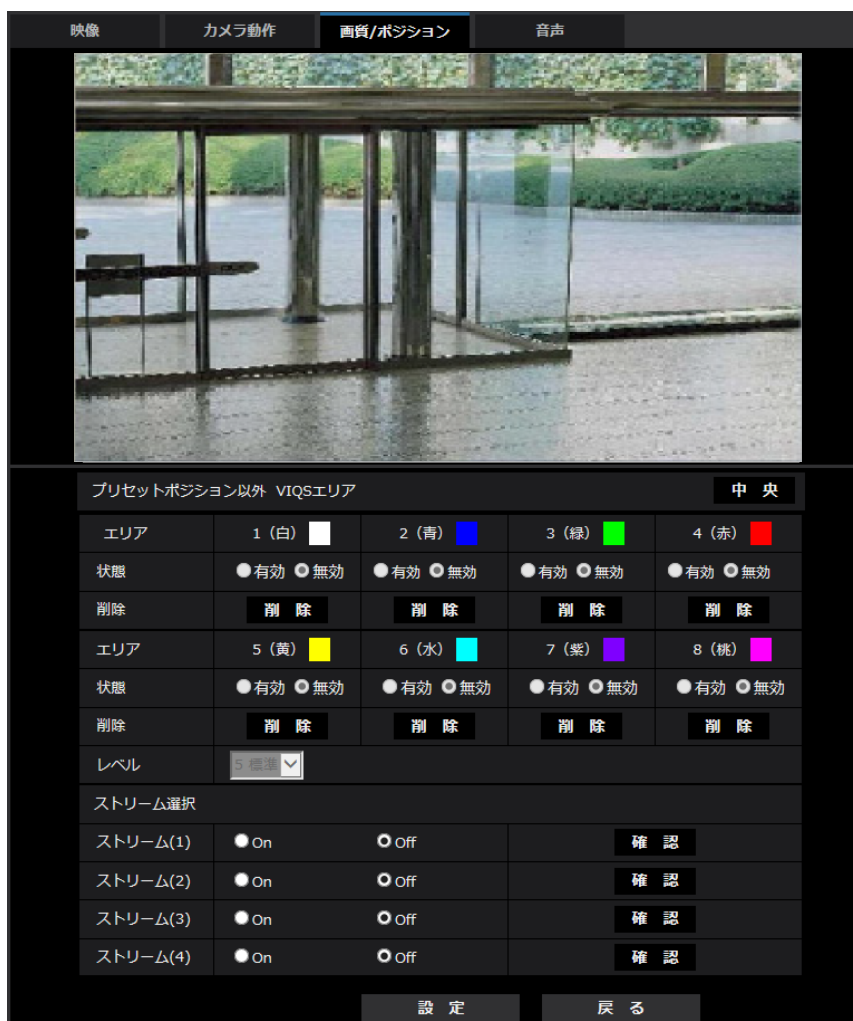 映像 カメラ動作 画質/ポジション 音声
プリセットポジション以外 VIQSエリア 中 央
エリア 1（白） 2（青） 3（緑） 4（赤）
状態 有効 無効 有効 無効 有効 無効 有効 無効
削除 削 除 削 除 削 除 削 除
エリア 5（黄） 6（水） 7（紫） 8（桃）
状態 有効 無効 有効 無効 有効 無効 有効 無効
削除 削 除 削 除 削 除 削 除
レベル 5 標準
ストリーム選択
ストリーム(1) On Off 確 認
ストリーム(2) On Off 確 認
ストリーム(3) On Off 確 認
ストリーム(4) On Off 確 認
設 定 戻 る